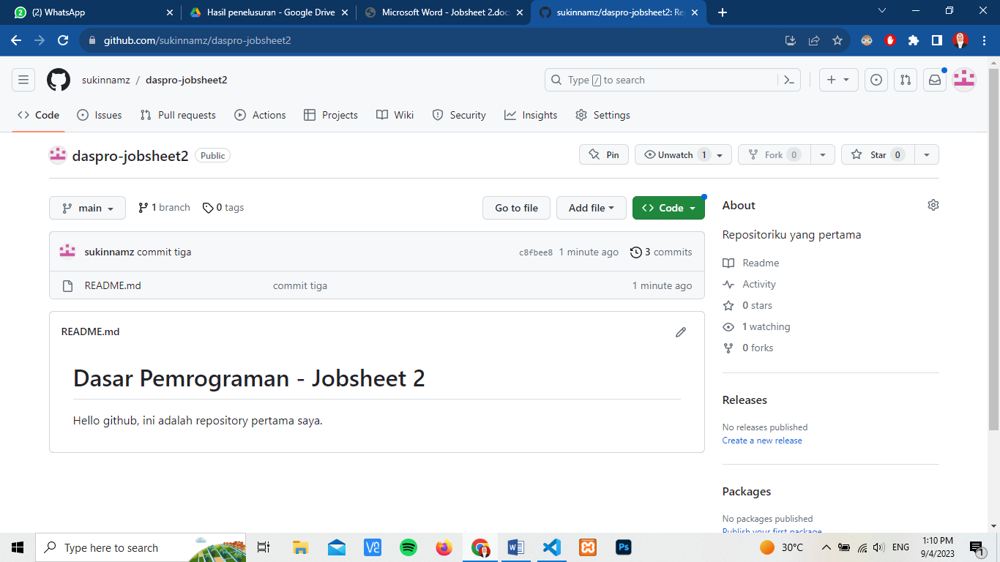 (2) WhatsApp
Hasil penelusuran - Google Drive
Microsoft Word - Jobsheet 2.doc
sukinnamz/daspro-jobsheet2: Re
github.com/sukinnamz/daspro-jobsheet2
sukinnamz / daspro-jobsheet2
Type / to search
Code Issues Pull requests Actions Projects Wiki Security Insights Settings
daspro-jobsheet2 Public
Pin Unwatch 1 Fork 0 Star 0
main 1 branch 0 tags Go to file Add file Code
sukinnamz commit tiga c8fbee8 1 minute ago 3 commits
README.md commit tiga 1 minute ago
README.md
Dasar Pemrograman - Jobsheet 2
Hello github, ini adalah repository pertama saya.
About
Repositoriku yang pertama
Readme
Activity
0 stars
1 watching
0 forks
Releases
No releases published
Create a new release
Packages
No packages published
Publish your first package
Type here to search
V2
Ps
30°C
ENG
1:10 PM
9/4/2023
1